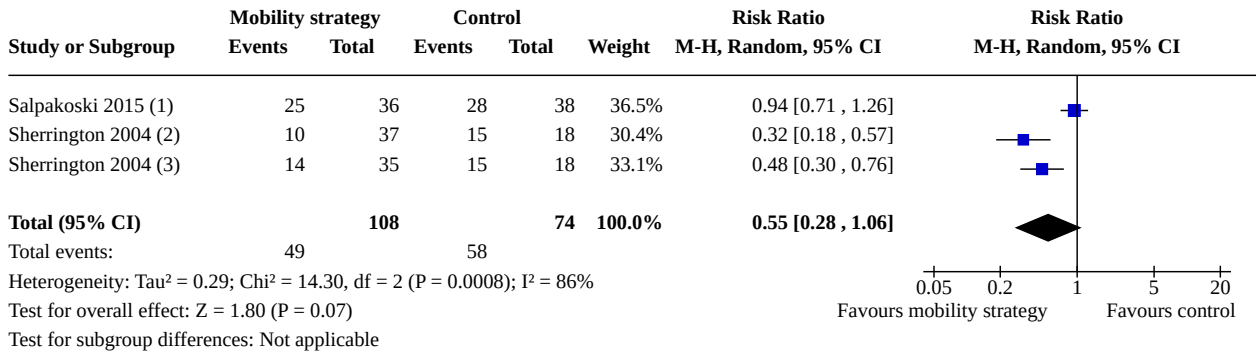 Mobility strategy Control Risk Ratio Risk Ratio
Study or Subgroup Events Total Events Total Weight M-H, Random, 95% CI M-H, Random, 95% CI
Salpakoski 2015 (1) 25 36 28 38 36.5% 0.94 [0.71 , 1.26]
Sherrington 2004 (2) 10 37 15 18 30.4% 0.32 [0.18 , 0.57]
Sherrington 2004 (3) 14 35 15 18 33.1% 0.48 [0.30 , 0.76]
Total (95% CI) 108 74 100.0% 0.55 [0.28 , 1.06]
Total events: 49 58
Heterogeneity: Tau² = 0.29; Chi² = 14.30, df = 2 (P = 0.0008); I² = 86%
0.05 0.2 1 5 20
Test for overall effect: Z = 1.80 (P = 0.07)
Favours mobility strategy Favours control
Test for subgroup differences: Not applicable